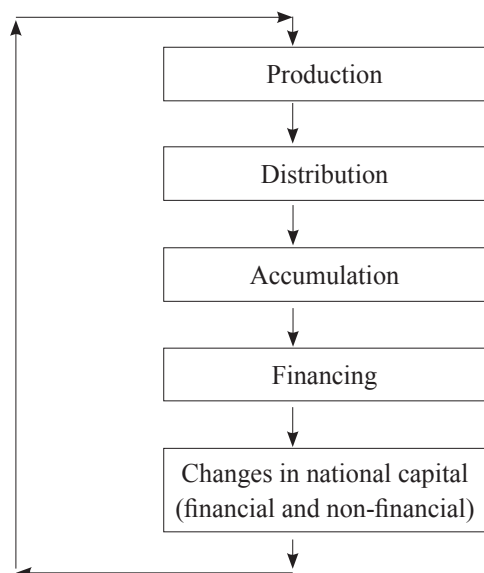 Production
Distribution
Accumulation
Financing
Changes in national capital
(financial and non-financial)